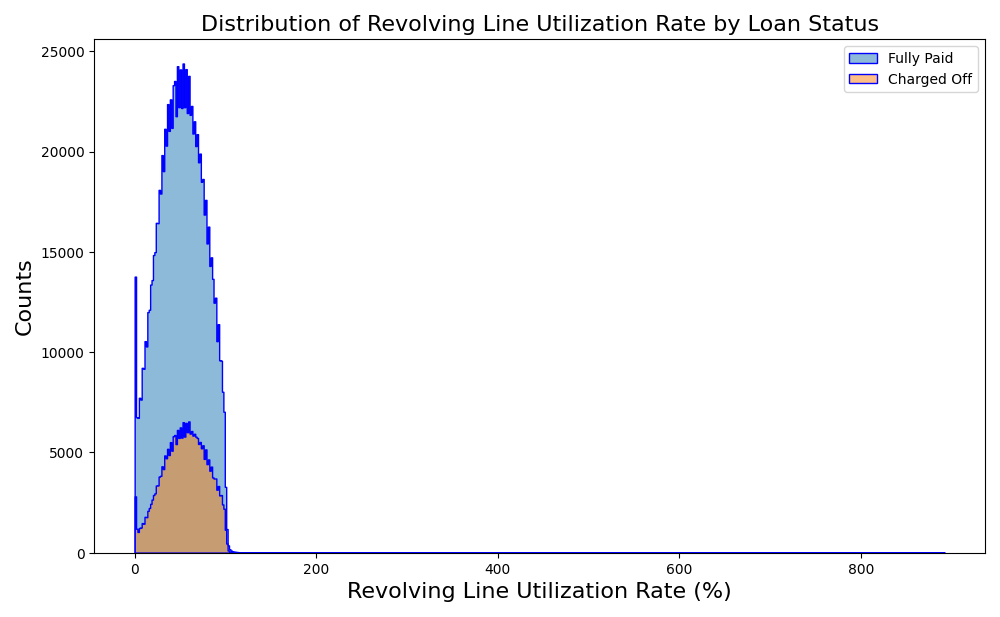 Distribution of Revolving Line Utilization Rate by Loan Status
Fully Paid
Charged Off
Counts
25000
20000
15000
10000
5000
0
0 200 400 600 800
Revolving Line Utilization Rate (%)